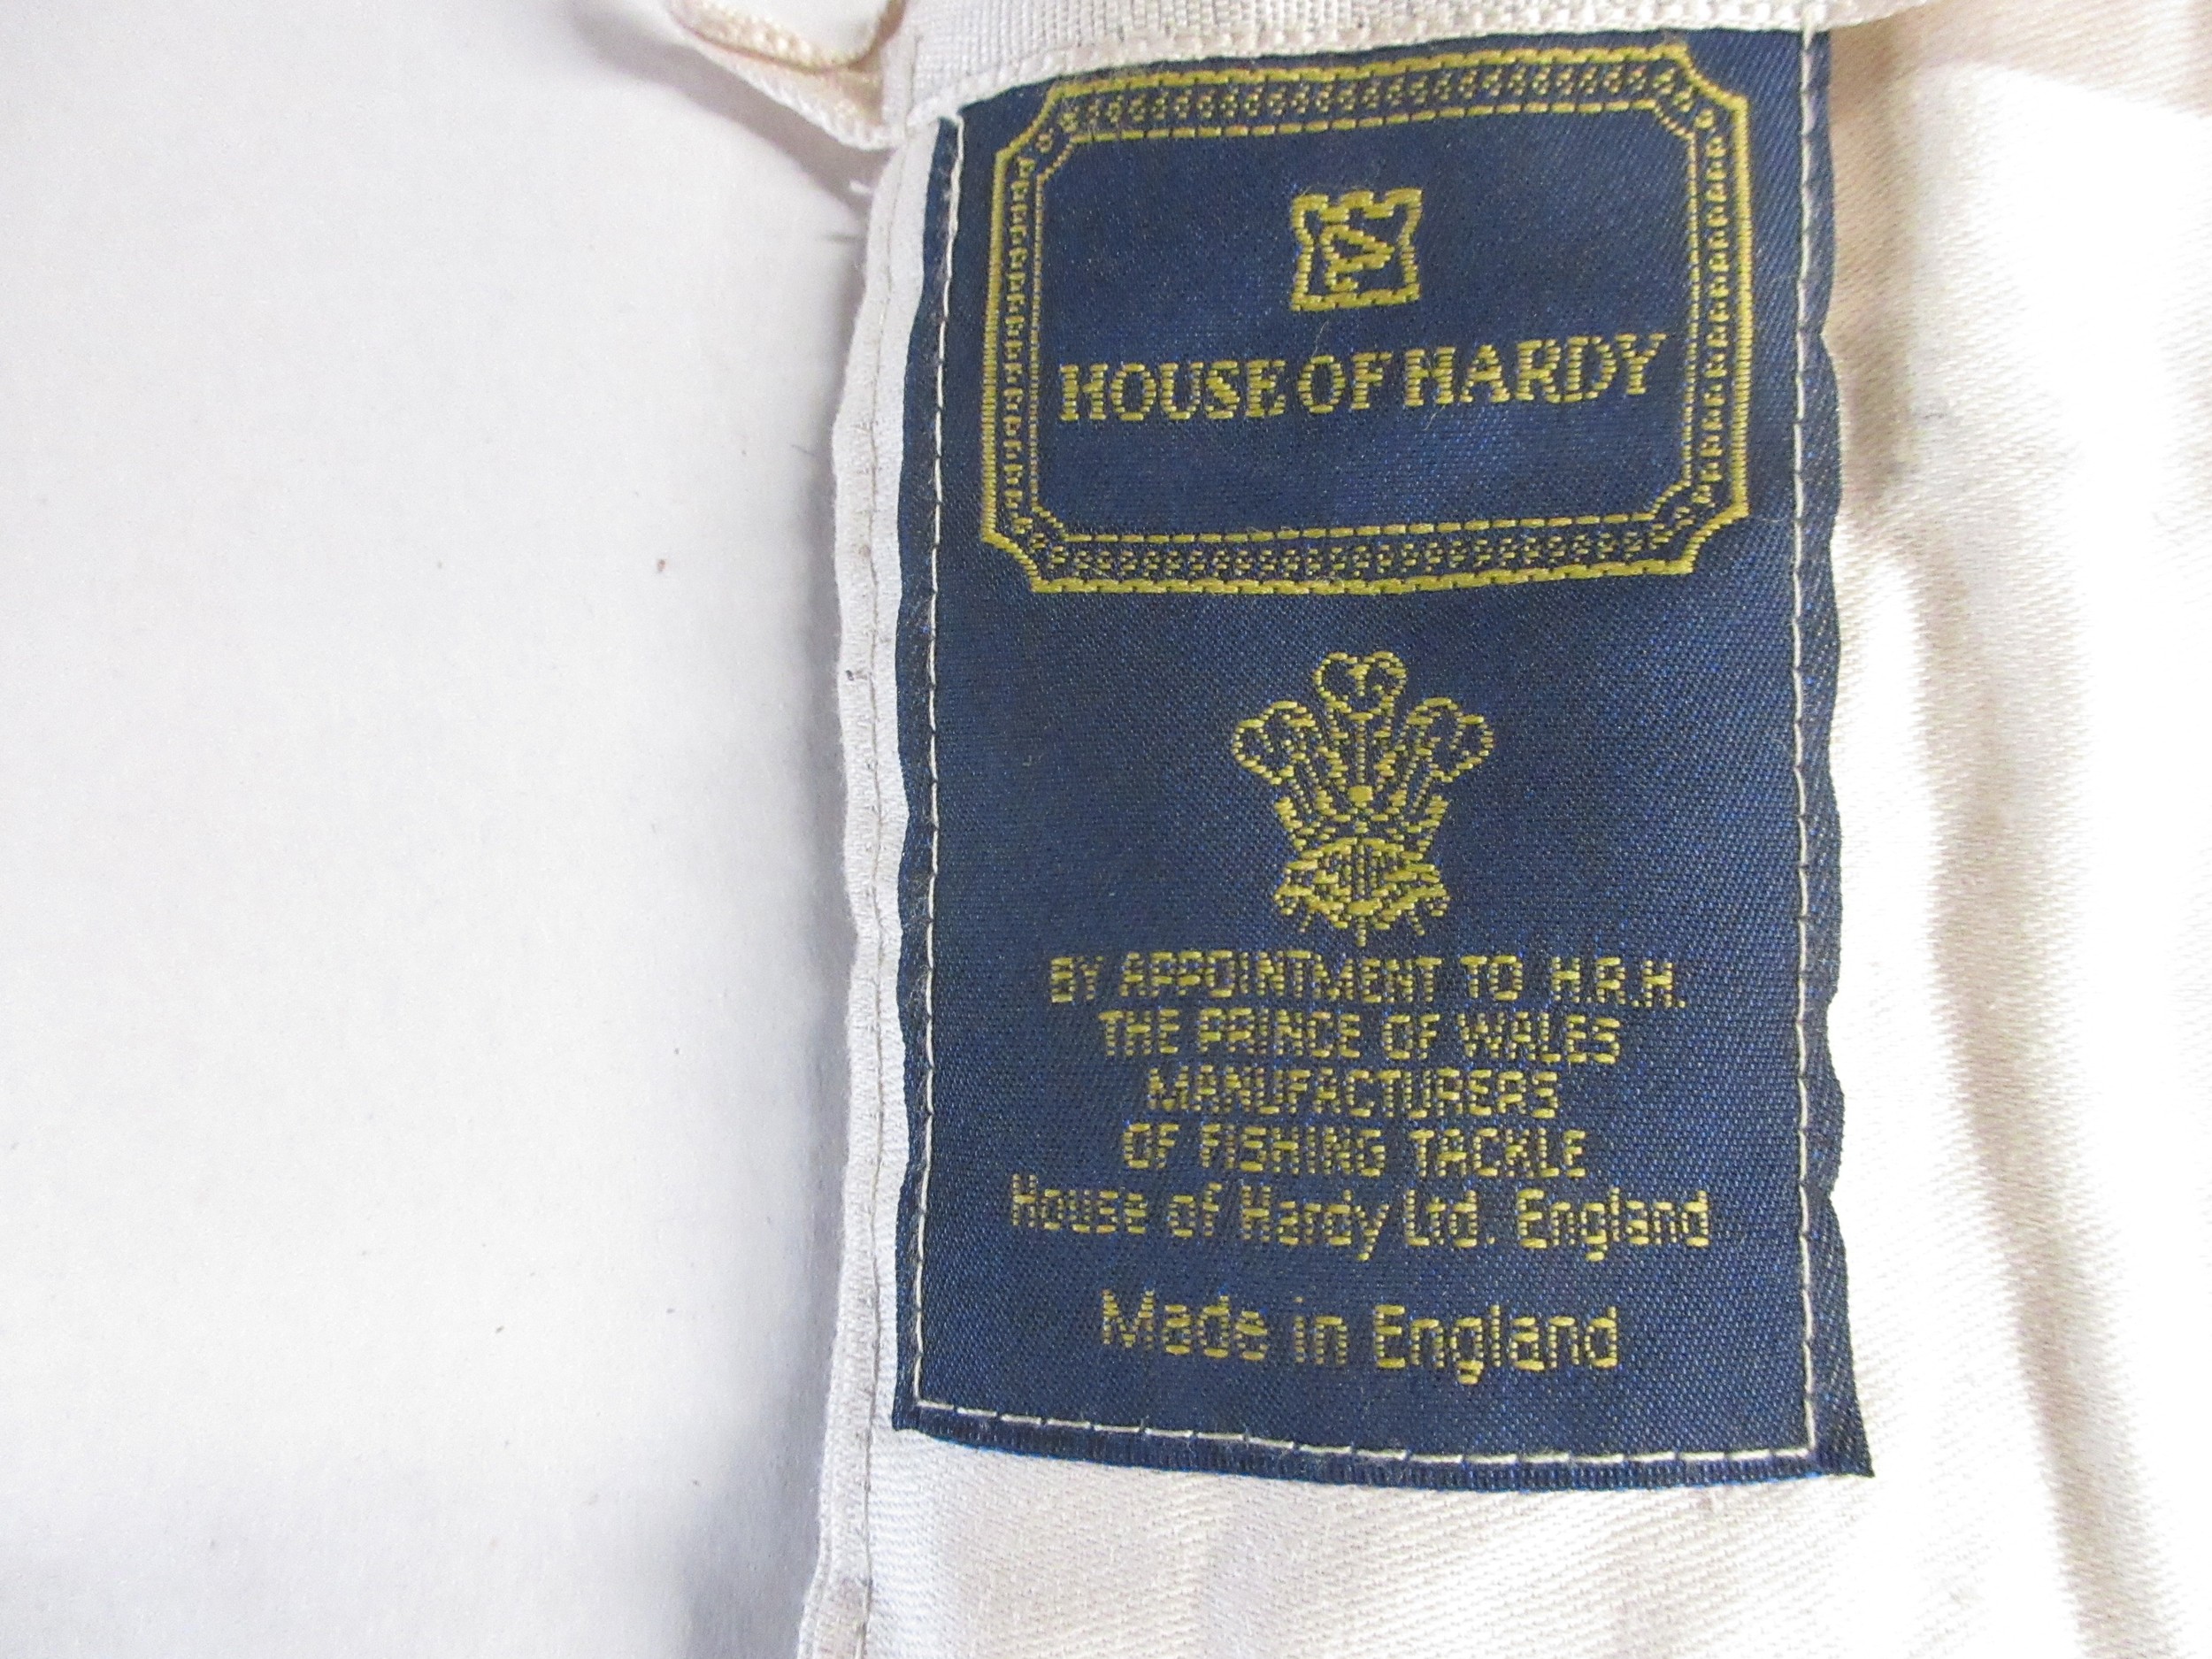 HOUSE OF HARDY
BY APPOINTMENT TO H.R.H.
THE PRINCE OF WALES
MANUFACTURERS
OF FISHING TACKLE
House of Hardy Ltd. England
Made in England